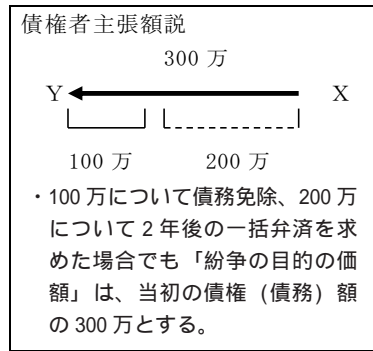 債権者主張額説
300 万
Y X
100 万 200 万
・100 万について債務免除、200 万
について 2 年後の一括弁済を求
めた場合でも「紛争の目的の価
額」は、当初の債権（債務）額
の 300 万とする。